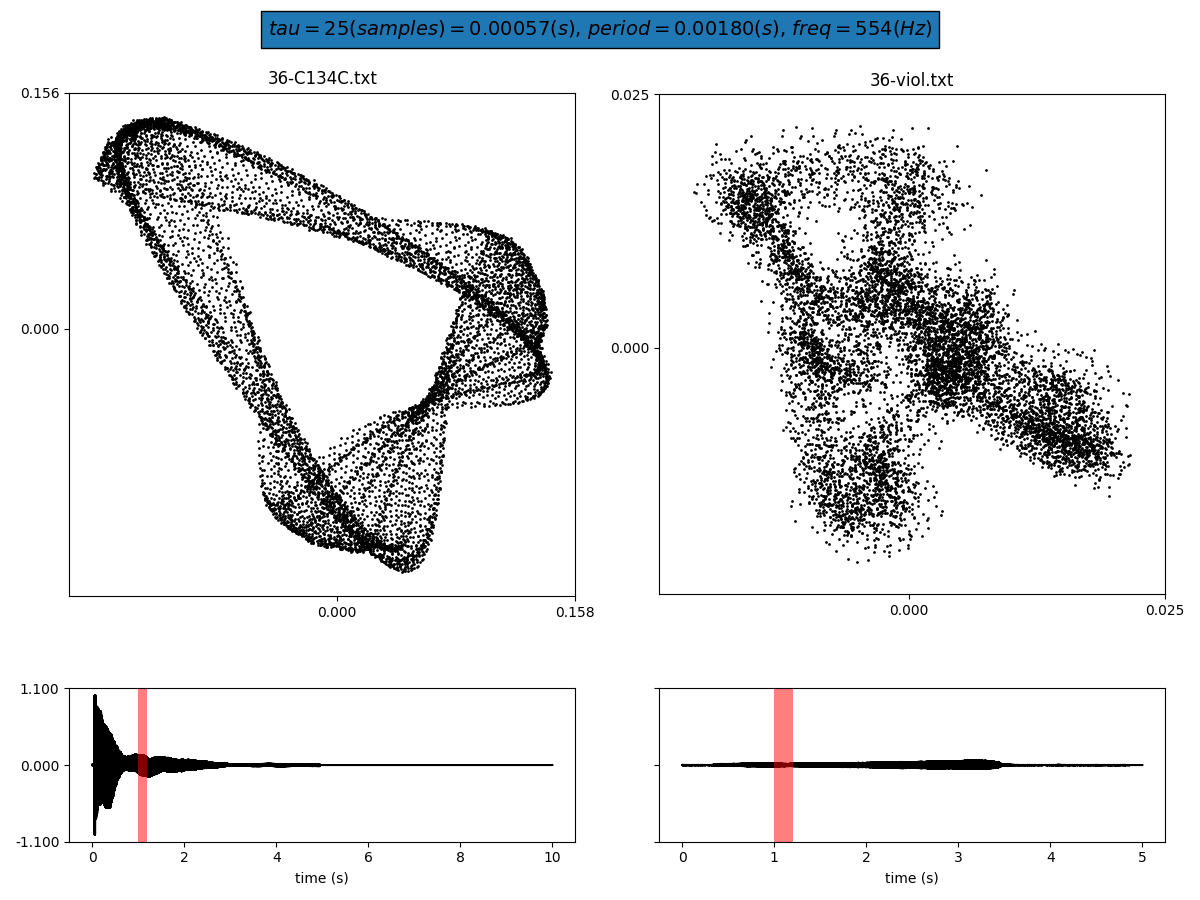 tau = 25(samples) = 0.00057(s), period = 0.00180(s), freq = 554(Hz)
36-C134C.txt
36-viol.txt
0.156
0.000
0.000
0.158
0.025
0.000
0.000
0.025
1.100
0.000
-1.100
0 2 4 6 8 10
time (s)
0 1 2 3 4 5
time (s)